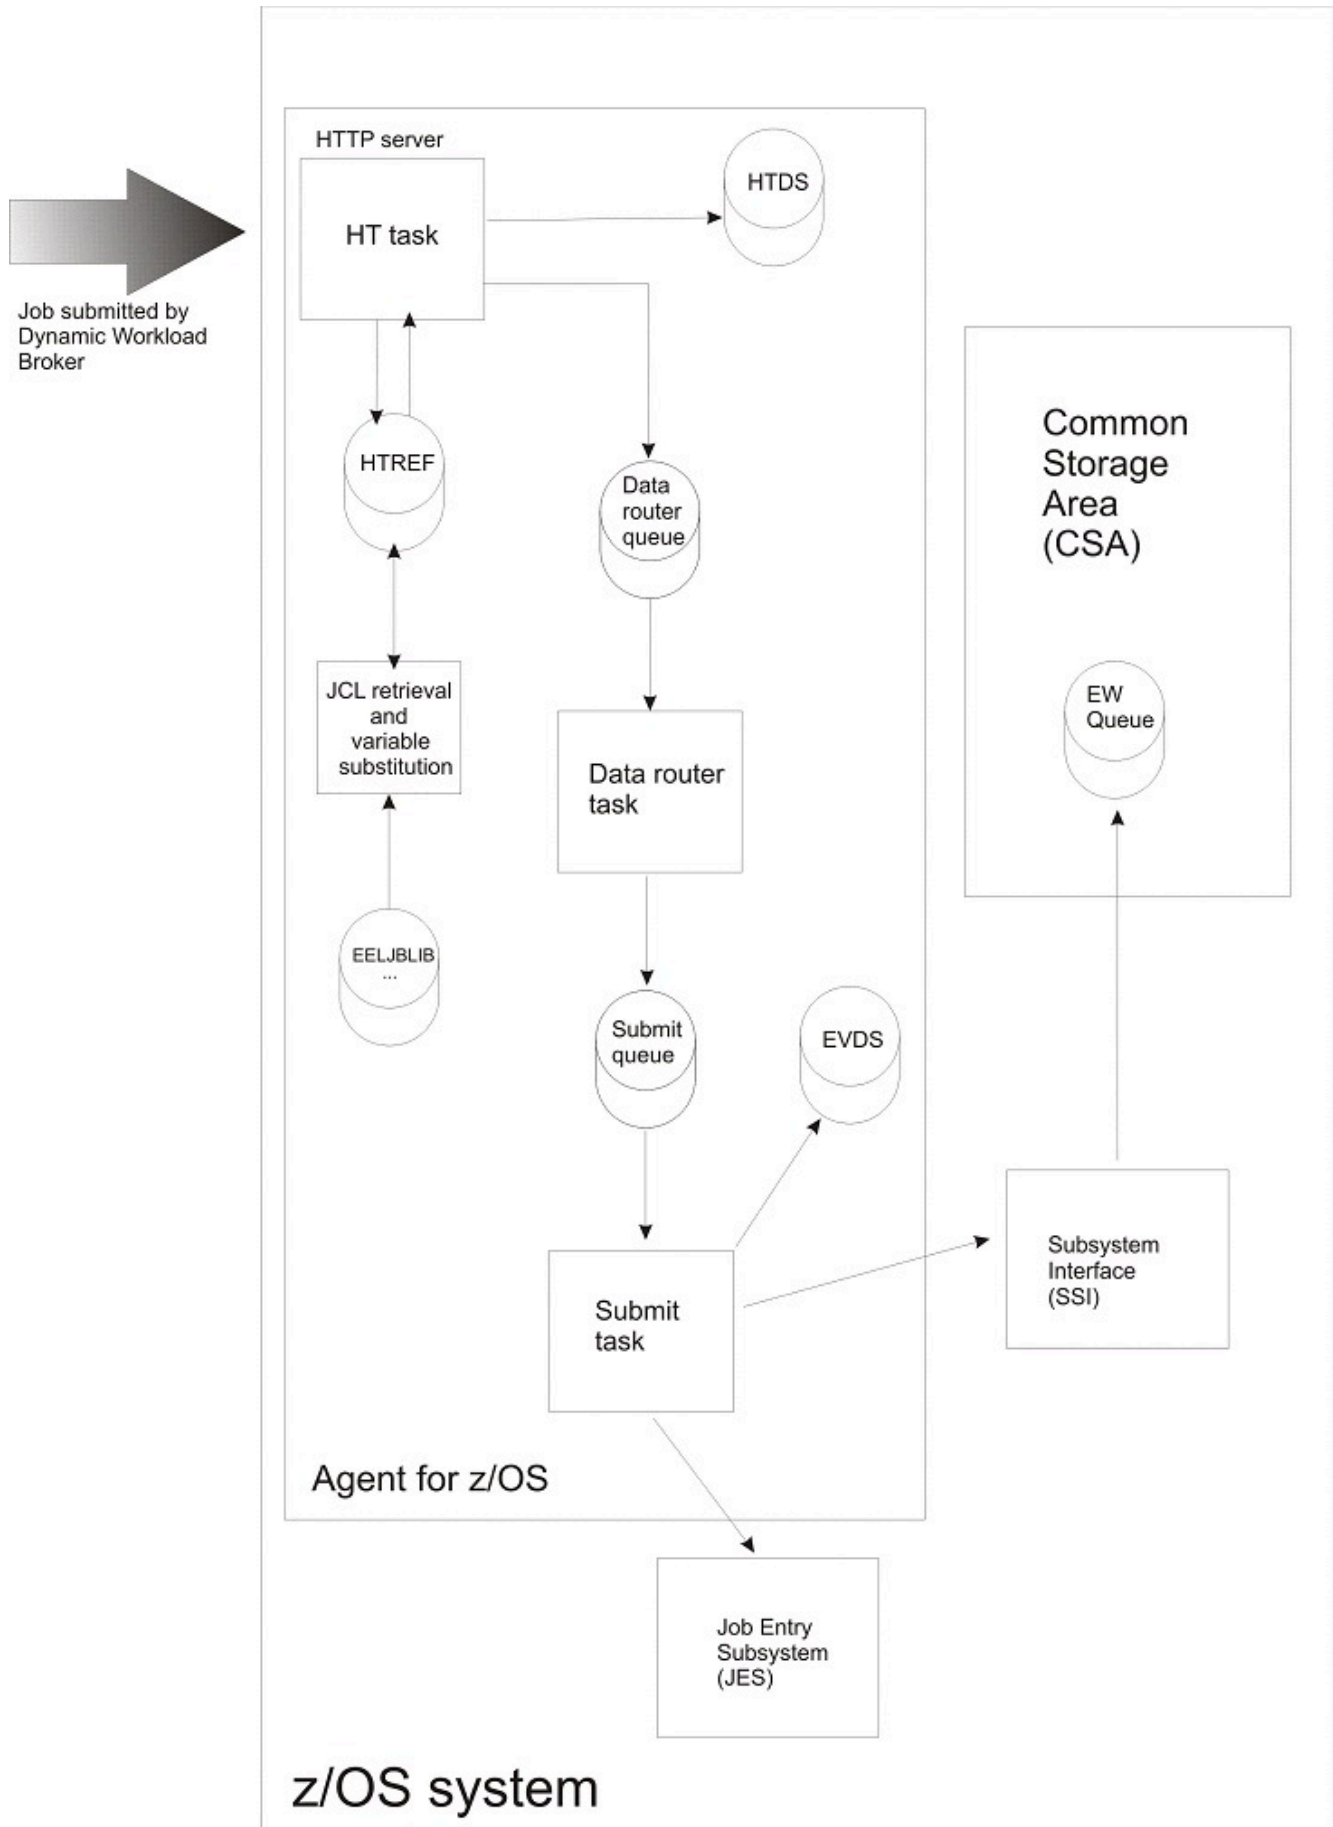 HTTP server
HT task
HTDS
Job submitted by
Dynamic Workload
Broker
HTREF
Data
router
queue
Common
Storage
Area
(CSA)
JCL retrieval
and
variable
substitution
Data router
task
EW
Queue
EELJBLIB
...
Submit
queue
EVDS
Submit
task
Subsystem
Interface
(SSI)
Agent for z/OS
Job Entry
Subsystem
(JES)
z/OS system